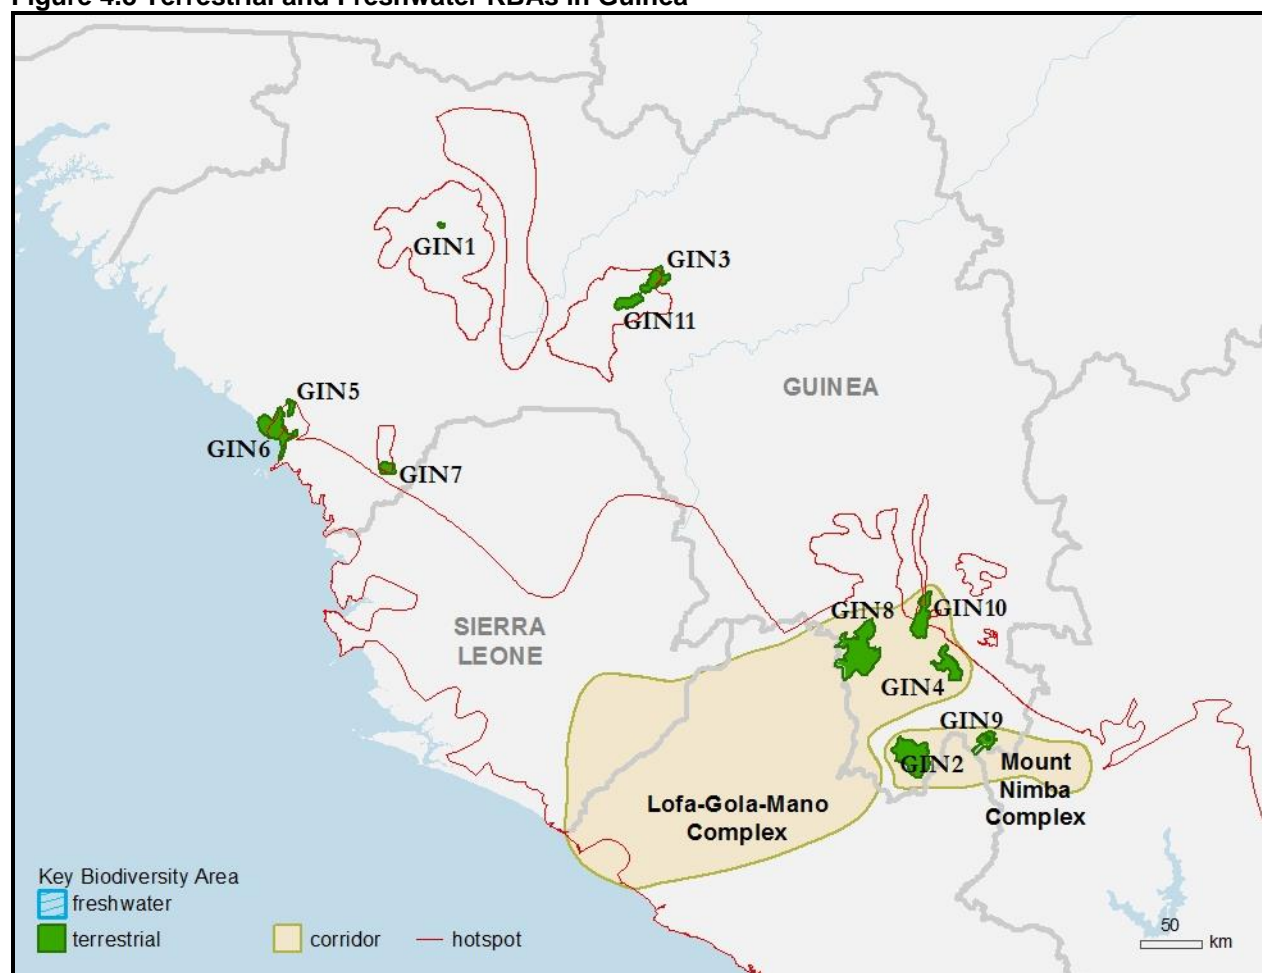 Figure 4.3 Terrestrial and Freshwater KBAs in Guinea
GIN1
GIN3
GIN11
GUINEA
GIN5
GIN6
GIN7
GIN8
GIN10
SIERRA
LEONE
GIN4
GIN9
GIN2
Mount
Nimba
Complex
Lofa-Gola-Mano
Complex
Key Biodiversity Area
freshwater
terrestrial
corridor
hotspot
50
km